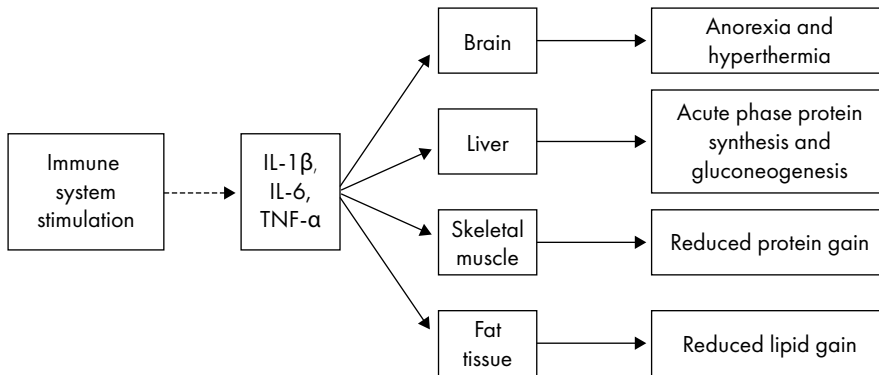 Immune
system
stimulation
IL-1β,
IL-6,
TNF-α
Brain
Anorexia and
hyperthermia
Liver
Acute phase protein
synthesis and
gluconeogenesis
Skeletal
muscle
Reduced protein gain
Fat
tissue
Reduced lipid gain